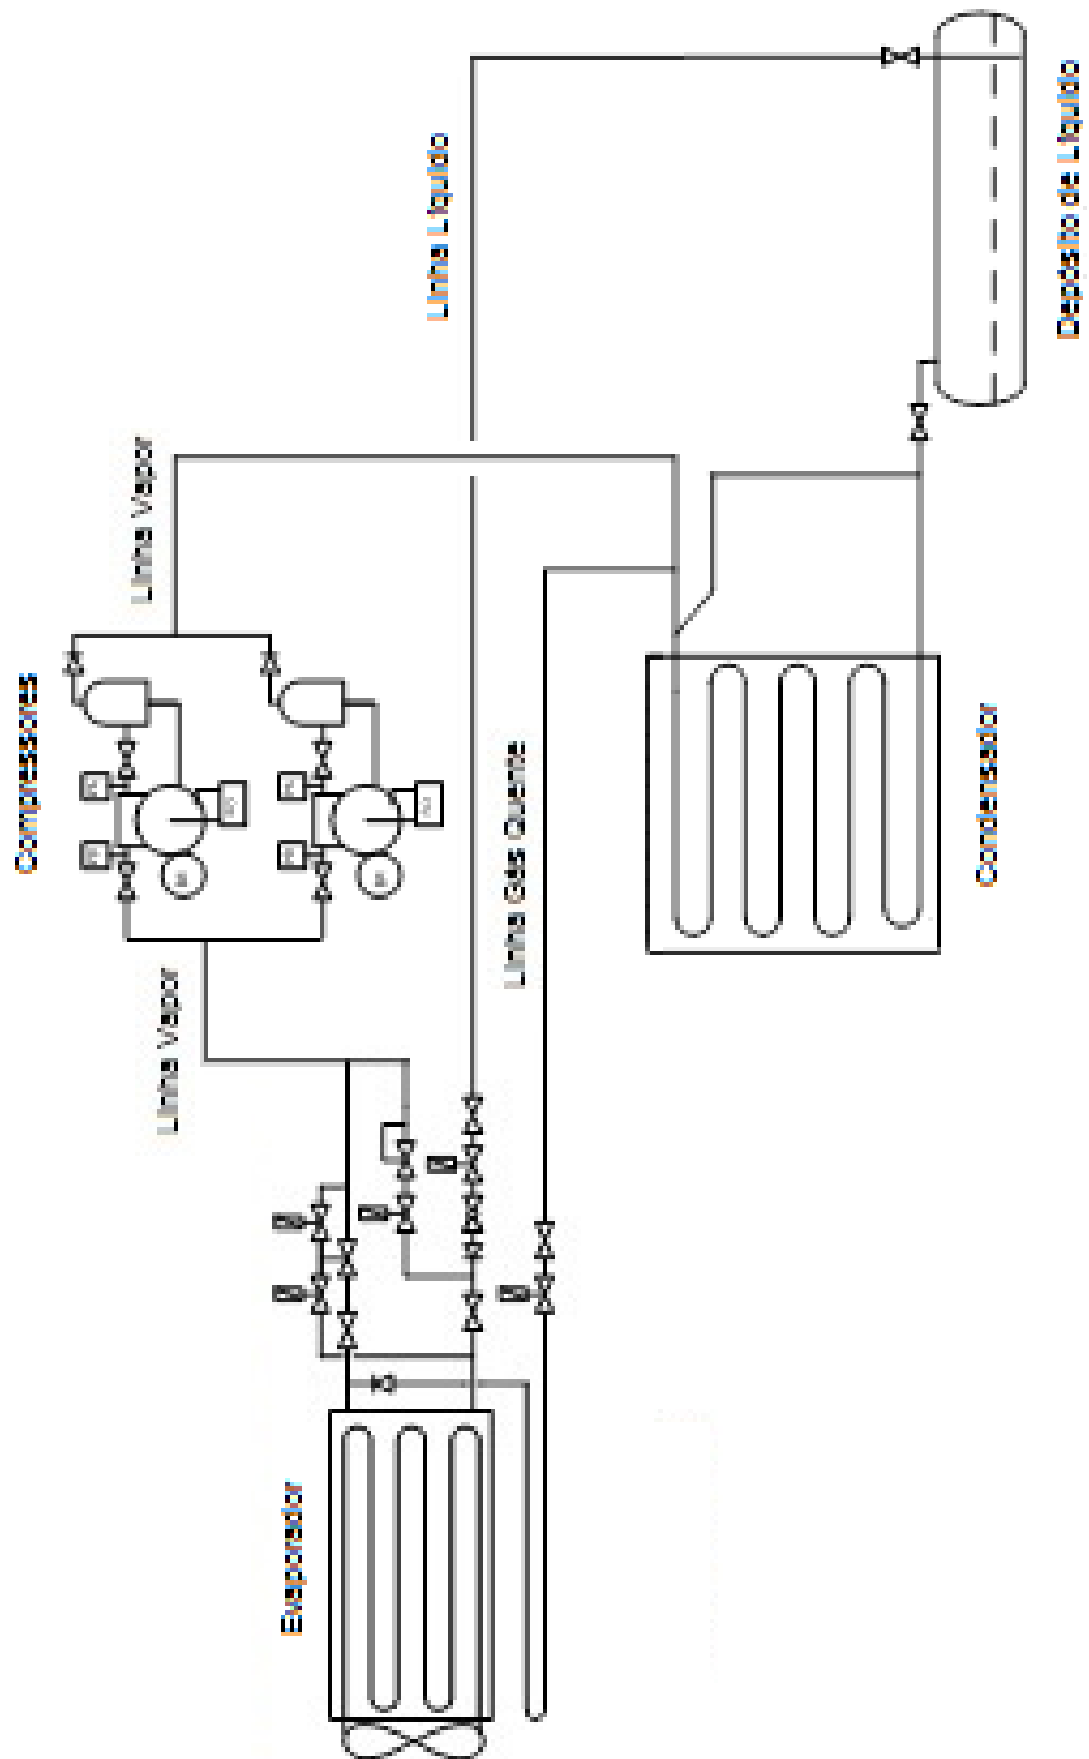 Compressores
Linha Vapor
Linha Vapor
Linha Líquido
Depósito de Líquido
Linha Gás Quente
Condensador
Evaporador